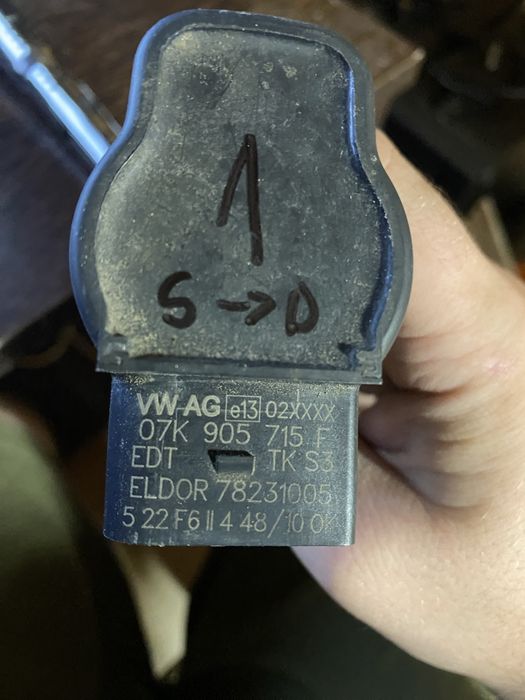 1
S → D
VW AG e13 02XXXX
07K 905 715 F
EDT TK S3
ELDOR 78231005
5 22 F6 II 4 48/10 0